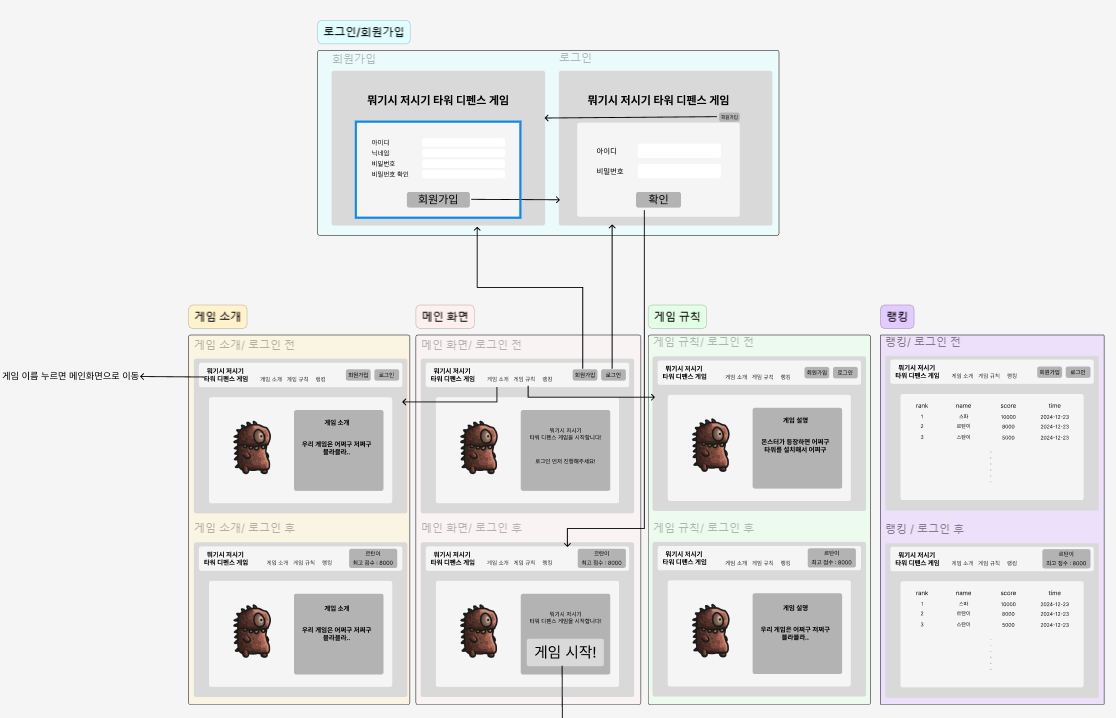 로그인/회원가입
회원가입
뭐기시 저시기 타워 디펜스 게임
아이디
닉네임
비밀번호
비밀번호 확인
회원가입
로그인
뭐기시 저시기 타워 디펜스 게임
회원가입
아이디
비밀번호
확인
게임 이름 누르면 메인화면으로 이동
게임 소개
게임 소개/ 로그인 전
뭐기시 저시기
타워 디펜스 게임
게임 소개 게임 규칙 랭킹
회원가입 로그인
게임 소개
우리 게임은 어쩌구 저쩌구
블라블라..
게임 소개/ 로그인 후
뭐기시 저시기
타워 디펜스 게임
게임 소개 게임 규칙 랭킹
르탄이
최고 점수 : 8000
게임 소개
우리 게임은 어쩌구 저쩌구
블라블라..
메인 화면
메인 화면/ 로그인 전
뭐기시 저시기
타워 디펜스 게임
게임 소개 게임 규칙 랭킹
회원가입 로그인
뭐기시 저시기
타워 디펜스 게임을 시작합니다!
로그인 먼저 진행해주세요!
메인 화면/ 로그인 후
뭐기시 저시기
타워 디펜스 게임
게임 소개 게임 규칙 랭킹
르탄이
최고 점수 : 8000
뭐기시 저시기
타워 디펜스 게임을 시작합니다!
게임 시작!
게임 규칙
게임 규칙/ 로그인 전
뭐기시 저시기
타워 디펜스 게임
게임 소개 게임 규칙 랭킹
회원가입 로그인
게임 설명
몬스터가 등장하면 어쩌구
타워를 설치해서 어쩌구
게임 규칙/ 로그인 후
뭐기시 저시기
타워 디펜스 게임
게임 소개 게임 규칙 랭킹
르탄이
최고 점수 : 8000
게임 설명
우리 게임은 어쩌구 저쩌구
블라블라..
랭킹
랭킹/ 로그인 전
뭐기시 저시기
타워 디펜스 게임
게임 소개 게임 규칙 랭킹
회원가입 로그인
rank name score time
1 스파 10000 2024-12-23
2 르탄이 8000 2024-12-23
3 스탄이 5000 2024-12-23
랭킹 / 로그인 후
뭐기시 저시기
타워 디펜스 게임
게임 소개 게임 규칙 랭킹
르탄이
최고 점수 : 8000
rank name score time
1 스파 10000 2024-12-23
2 르탄이 8000 2024-12-23
3 스탄이 5000 2024-12-23